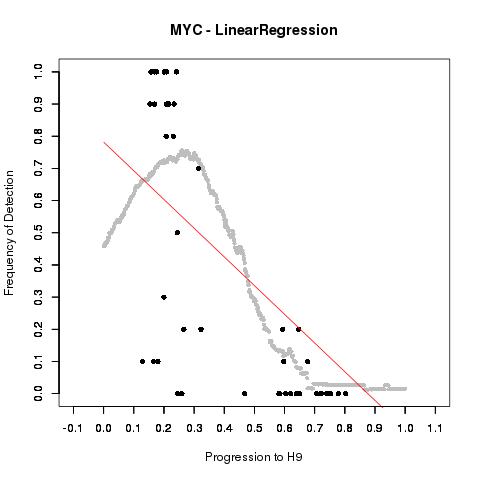 MYC - LinearRegression
Frequency of Detection
1.0
0.9
0.8
0.7
0.6
0.5
0.4
0.3
0.2
0.1
0.0
-0.1 0.0 0.1 0.2 0.3 0.4 0.5 0.6 0.7 0.8 0.9 1.0 1.1
Progression to H9